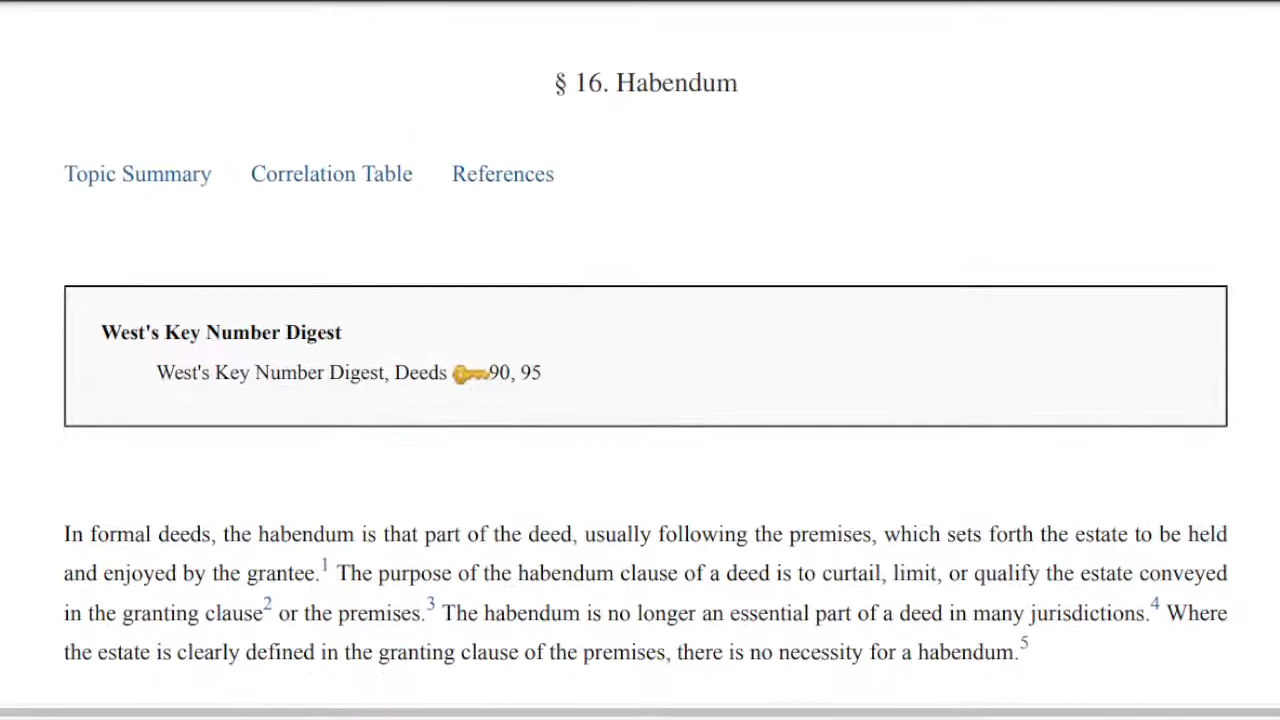 § 16. Habendum
Topic Summary Correlation Table References
West's Key Number Digest
West's Key Number Digest, Deeds 90, 95
In formal deeds, the habendum is that part of the deed, usually following the premises, which sets forth the estate to be held
and enjoyed by the grantee.1 The purpose of the habendum clause of a deed is to curtail, limit, or qualify the estate conveyed
in the granting clause2 or the premises.3 The habendum is no longer an essential part of a deed in many jurisdictions.4 Where
the estate is clearly defined in the granting clause of the premises, there is no necessity for a habendum.5